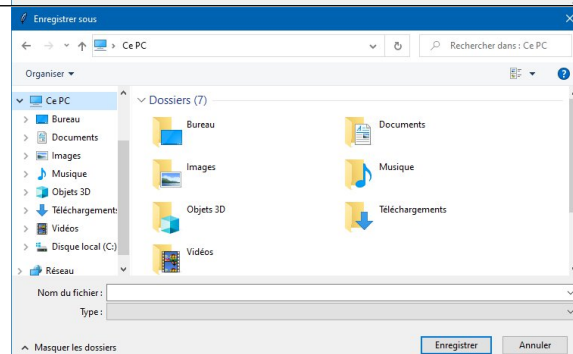 Enregistrer sous
Ce PC
Rechercher dans : Ce PC
Organiser
Ce PC
Bureau
Documents
Images
Musique
Objets 3D
Téléchargements
Vidéos
Disque local (C:)
Réseau
Dossiers (7)
Bureau
Documents
Images
Musique
Objets 3D
Téléchargements
Vidéos
Nom du fichier :
Type :
Masquer les dossiers
Enregistrer
Annuler